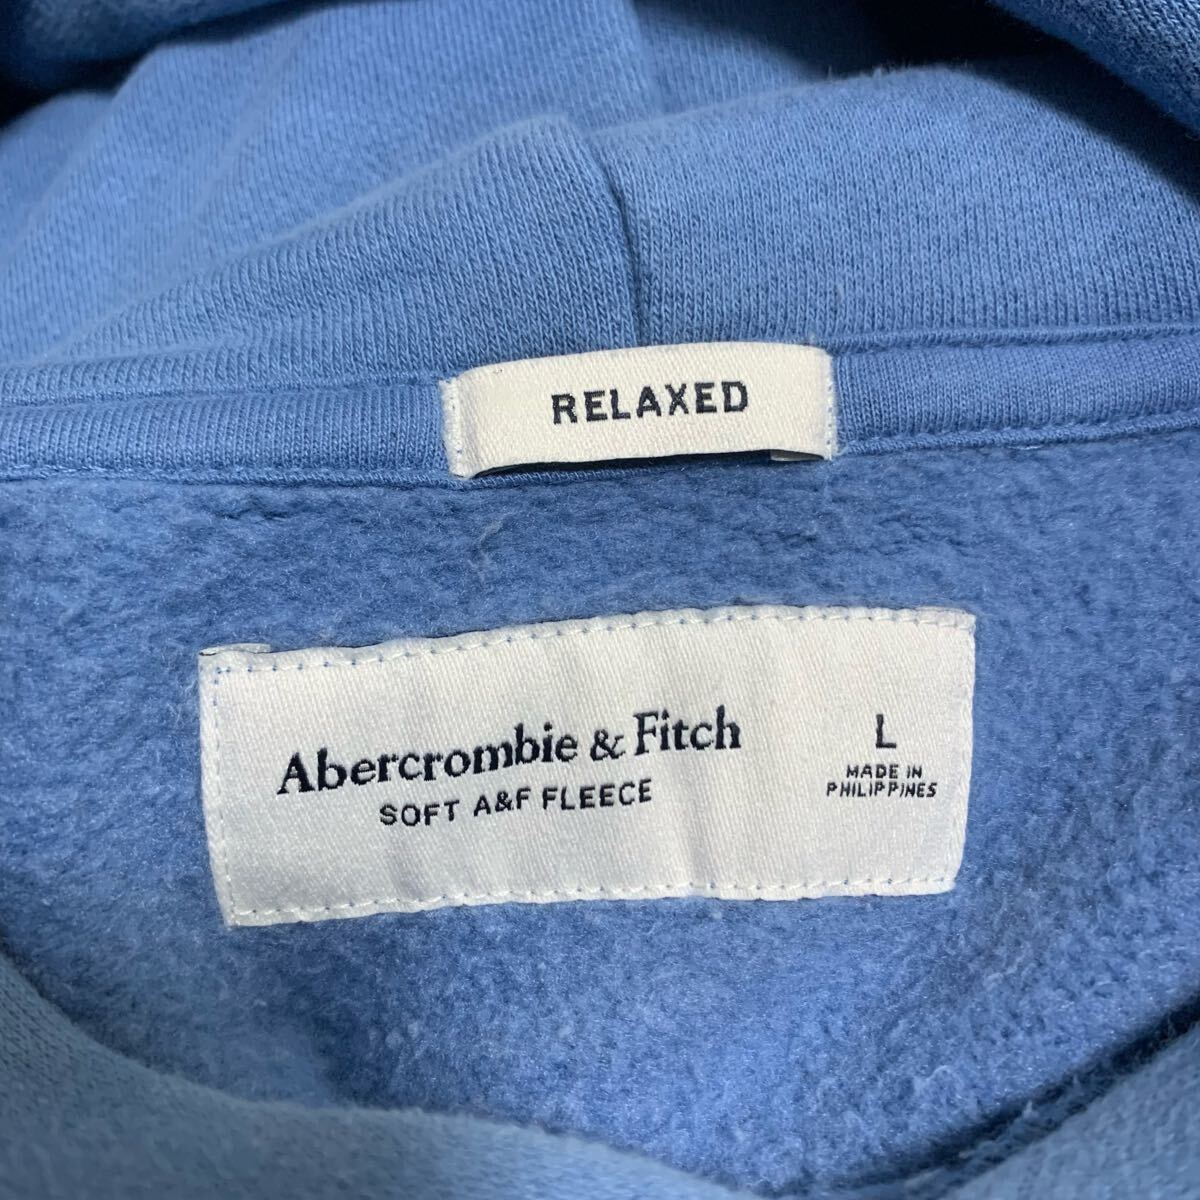 RELAXED
Abercrombie & Fitch
SOFT A&F FLEECE
L
MADE IN
PHILIPPINES